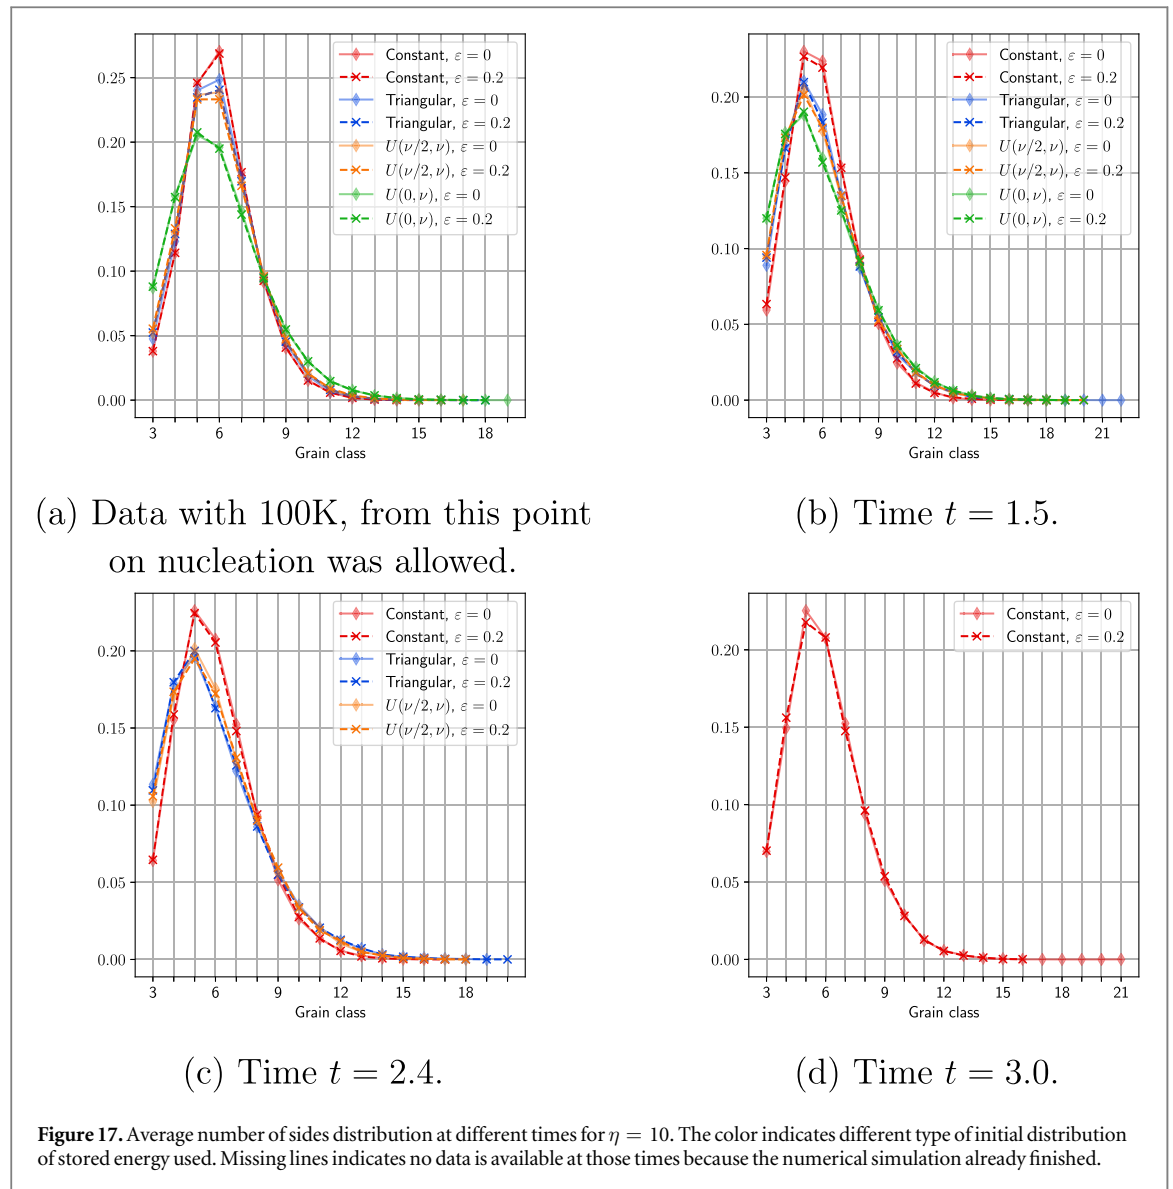 Constant, ε = 0
Constant, ε = 0.2
Triangular, ε = 0
Triangular, ε = 0.2
U(ν/2, ν), ε = 0
U(ν/2, ν), ε = 0.2
U(0, ν), ε = 0
U(0, ν), ε = 0.2
0.25
0.20
0.15
0.10
0.05
0.00
3 6 9 12 15 18
Grain class
(a) Data with 100K, from this point
on nucleation was allowed.
Constant, ε = 0
Constant, ε = 0.2
Triangular, ε = 0
Triangular, ε = 0.2
U(ν/2, ν), ε = 0
U(ν/2, ν), ε = 0.2
U(0, ν), ε = 0
U(0, ν), ε = 0.2
0.20
0.15
0.10
0.05
0.00
3 6 9 12 15 18 21
Grain class
(b) Time t = 1.5.
Constant, ε = 0
Constant, ε = 0.2
Triangular, ε = 0
Triangular, ε = 0.2
U(ν/2, ν), ε = 0
U(ν/2, ν), ε = 0.2
0.20
0.15
0.10
0.05
0.00
3 6 9 12 15 18
Grain class
(c) Time t = 2.4.
Constant, ε = 0
Constant, ε = 0.2
0.20
0.15
0.10
0.05
0.00
3 6 9 12 15 18 21
Grain class
(d) Time t = 3.0.
Figure 17. Average number of sides distribution at different times for η = 10. The color indicates different type of initial distribution
of stored energy used. Missing lines indicates no data is available at those times because the numerical simulation already finished.